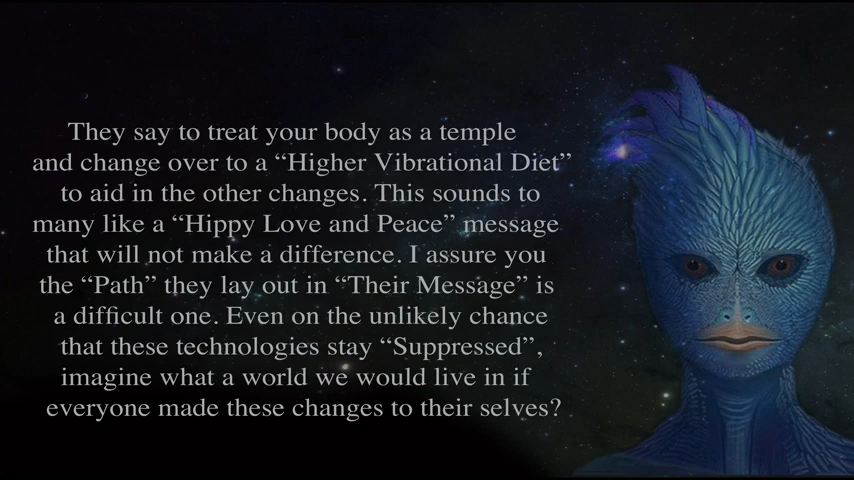 They say to treat your body as a temple
and change over to a “Higher Vibrational Diet”
to aid in the other changes. This sounds to
many like a “Hippy Love and Peace” message
that will not make a difference. I assure you
the “Path” they lay out in “Their Message” is
a difficult one. Even on the unlikely chance
that these technologies stay “Suppressed”,
imagine what a world we would live in if
everyone made these changes to their selves?